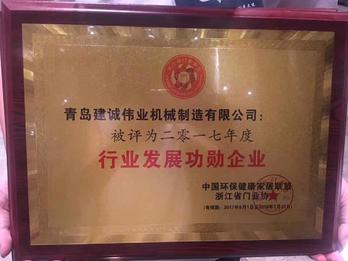 青岛建诚伟业机械制造有限公司：
被评为二零一七年度
行业发展功勋企业
中国环保健康家居联盟
浙江省门业协